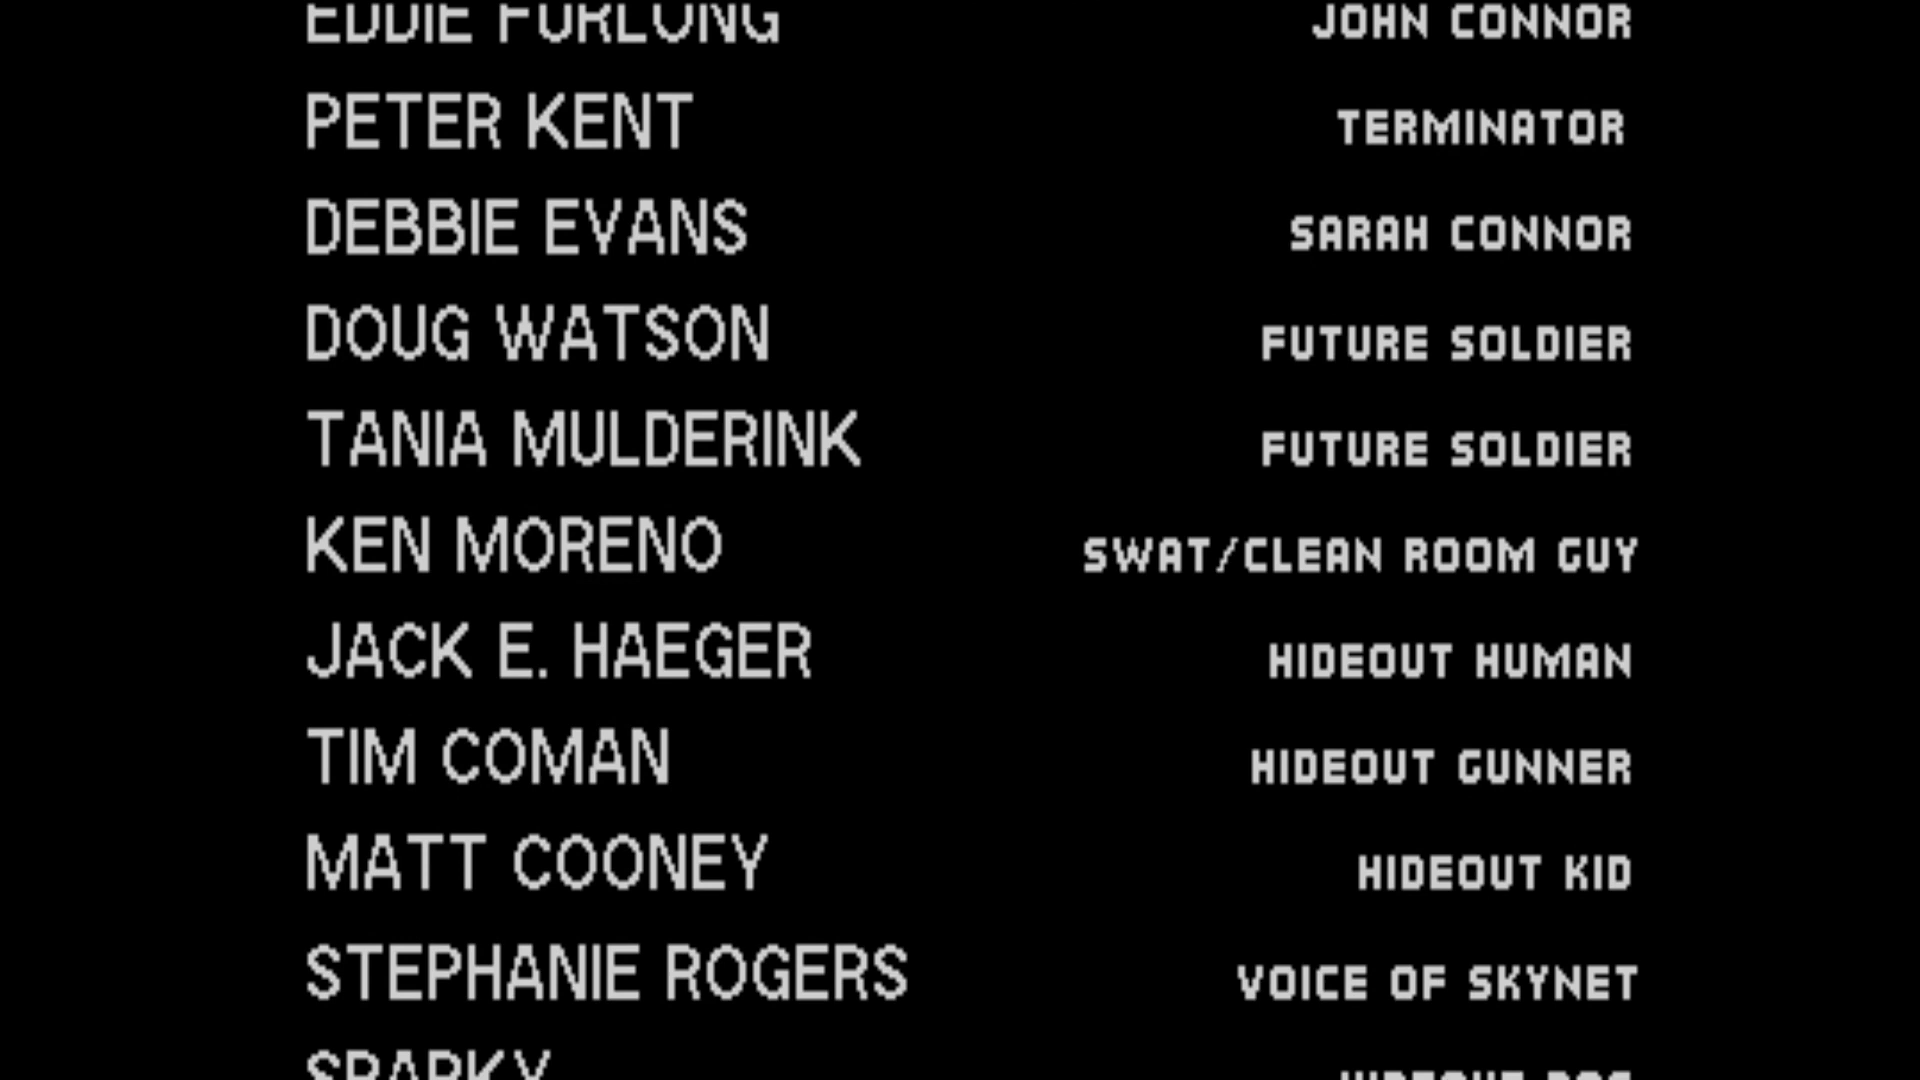 EDDIE FURLONG JOHN CONNOR
PETER KENT TERMINATOR
DEBBIE EVANS SARAH CONNOR
DOUG WATSON FUTURE SOLDIER
TANIA MULDERINK FUTURE SOLDIER
KEN MORENO SWAT/CLEAN ROOM GUY
JACK E. HAEGER HIDEOUT HUMAN
TIM COMAN HIDEOUT GUNNER
MATT COONEY HIDEOUT KID
STEPHANIE ROGERS VOICE OF SKYNET
SPARKY HIDEOUT DOG